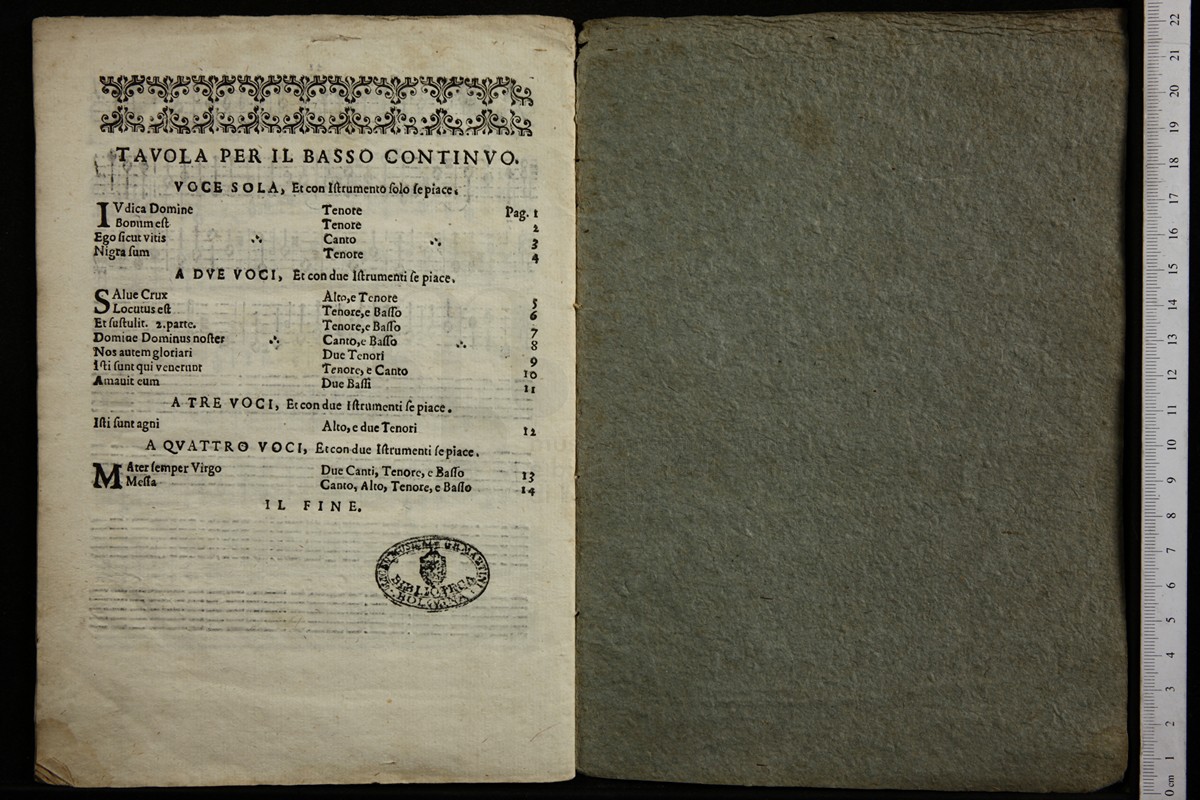 TAVOLA PER IL BASSO CONTINVO.
VOCE SOLA, Et con Iſtrumento ſolo ſe piace.
IVdica Domine Tenore Pag. 1
Bonum eſt Tenore 2
Ego ſicut vitis Canto 3
Nigra ſum Tenore 4
A DVE VOCI, Et con due Iſtrumenti ſe piace.
SAlue Crux Alto,e Tenore 5
Locutus eſt Tenore,e Baſſo 6
Et ſuſtulit. 2.parte. Tenore,e Baſſo 7
Domine Dominus noſter Canto,e Baſſo 8
Nos autem gloriari Due Tenori 9
Iſti ſunt qui venerunt Tenore, e Canto 10
Amauit eum Due Baſſi 11
A TRE VOCI, Et con due Iſtrumenti ſe piace.
Iſti ſunt agni Alto, e due Tenori 12
A QVATTRO VOCI, Et con due Iſtrumenti ſe piace.
MAter ſemper Virgo Due Canti, Tenore, e Baſſo 13
Meſſa Canto, Alto, Tenore, e Baſſo 14
IL FINE.
LICEO MUSICALE G.B. MARTINI
BIBLIOTECA
BOLOGNA
0 cm 1 2 3 4 5 6 7 8 9 10 11 12 13 14 15 16 17 18 19 20 21 22